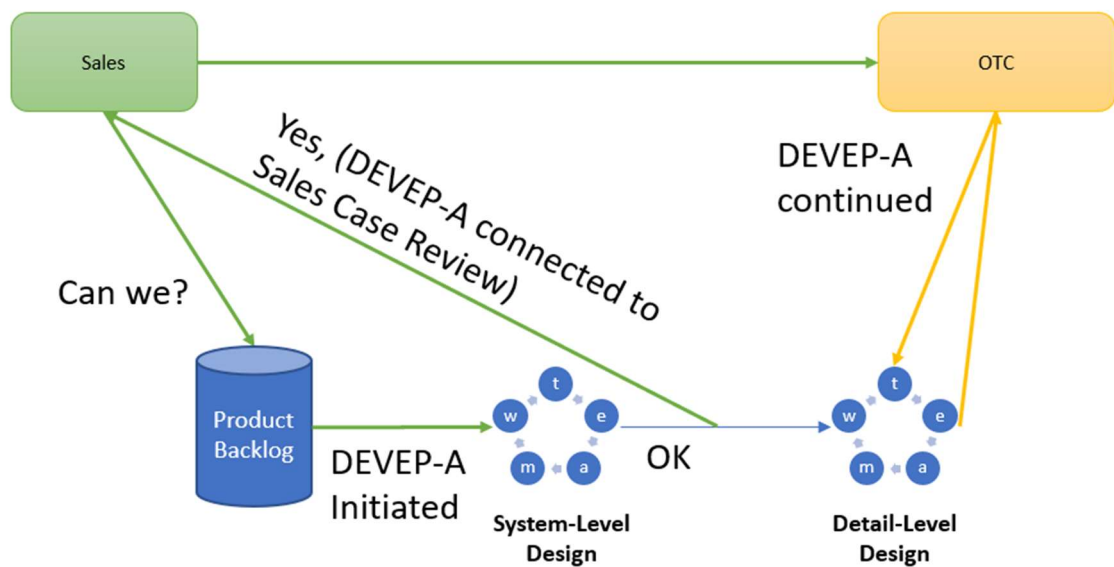 Sales
OTC
Yes, (DEVEP-A connected to
Sales Case Review)
DEVEP-A
continued
Can we?
Product
Backlog
DEVEP-A
Initiated
t
e
a
m
w
System-Level
Design
OK
t
e
a
m
w
Detail-Level
Design